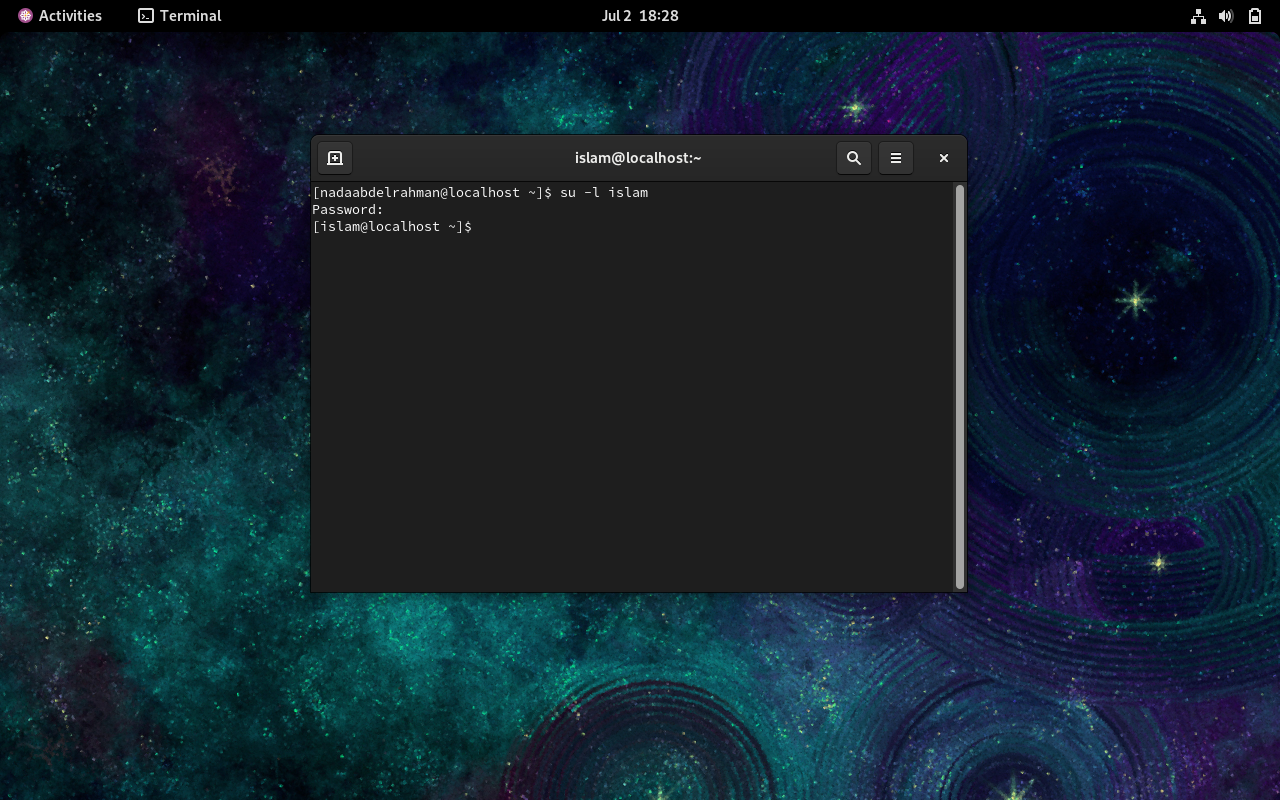 Activities Terminal Jul 2 18:28
islam@localhost:~
[nadaabdelrahman@localhost ~]$ su -l islam
Password:
[islam@localhost ~]$